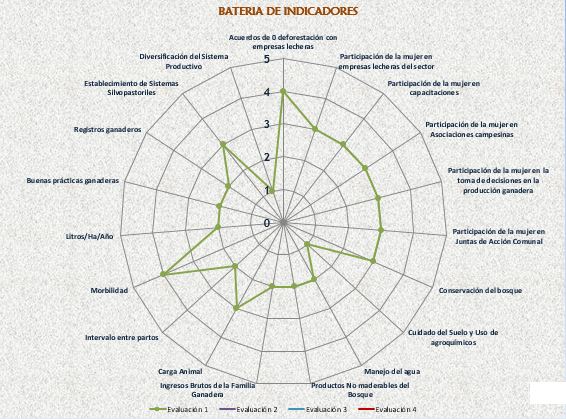 BATERIA DE INDICADORES
Acuerdos de 0 deforestación con
empresas lecheras
Participación de la mujer en
empresas lecheras del sector
Participación de la mujer en
capacitaciones
Participación de la mujer en
Asociaciones campesinas
Participación de la mujer en la
toma de decisiones en la
producción ganadera
Participación de la mujer en
Juntas de Acción Comunal
Conservación del bosque
Cuidado del Suelo y Uso de
agroquímicos
Manejo del agua
Productos No maderables del
Bosque
Ingresos Brutos de la Familia
Ganadera
Carga Animal
Intervalo entre partos
Morbilidad
Litros/Ha/Año
Buenas prácticas ganaderas
Registros ganaderos
Establecimiento de Sistemas
Silvopastoriles
Diversificación del Sistema
Productivo
5
4
3
2
1
0
Evaluación 1 Evaluación 2 Evaluación 3 Evaluación 4